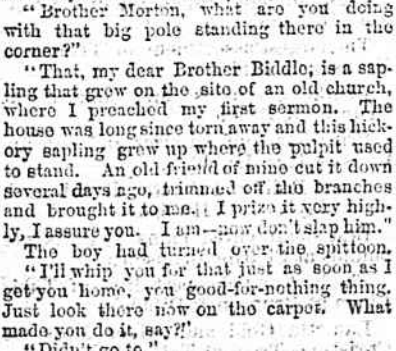 "Brother Morton, what are you doing
with that big pole standing there in the
corner?"
"That, my dear Brother Biddle, is a sap-
ling that grew on the site of an old church,
where I preached my first sermon. The
house was long since torn away and this hick-
ory sapling grew up where the pulpit used
to stand. An old friend of mine cut it down
several days ago, trimmed off the branches
and brought it to me. I prize it very high-
ly, I assure you. I am—now don't slap him."
The boy had turned over the spittoon.
"I'll whip you for that just as soon as I
get you home, you good-for-nothing thing.
Just look there now on the carpet. What
made you do it, say?"
"Didn't go to."